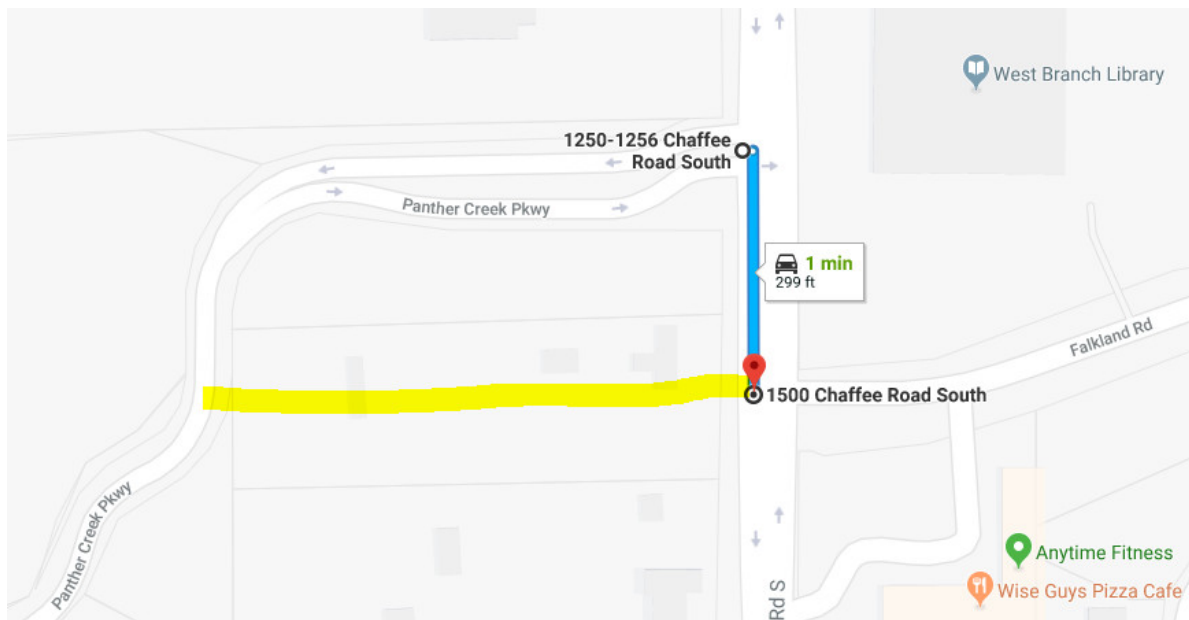 West Branch Library
1250-1256 Chaffee
Road South
Panther Creek Pkwy
1 min
299 ft
Falkland Rd
1500 Chaffee Road South
Panther Creek Pkwy
Anytime Fitness
Wise Guys Pizza Cafe
Rd S